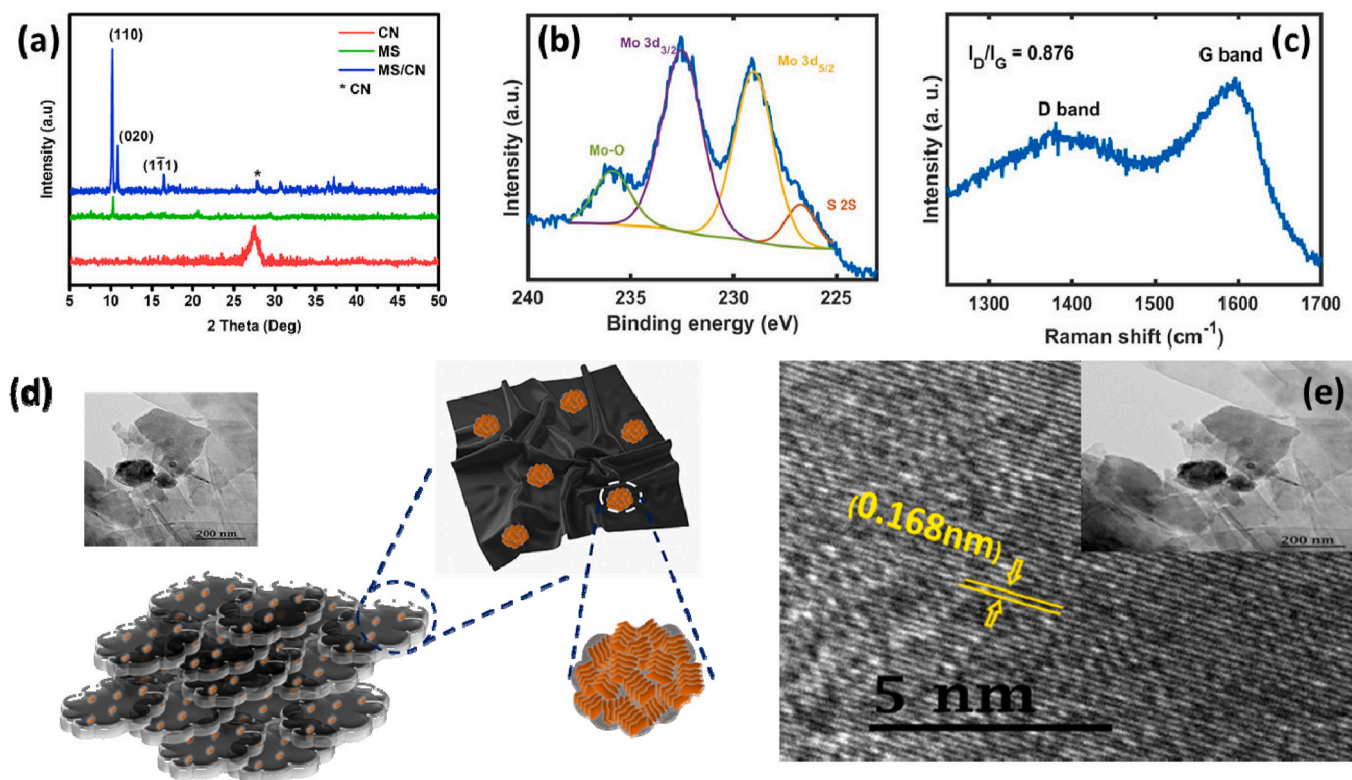 (a)
(110)
(020)
(11̅1)
*
CN
MS
MS/CN
* CN
Intensity (a.u)
5 10 15 20 25 30 35 40 45 50
2 Theta (Deg)
(b)
Mo 3d3/2
Mo 3d5/2
Mo-O
S 2S
Intensity (a.u.)
240 235 230 225
Binding energy (eV)
(c)
ID/IG = 0.876
G band
D band
Intensity (a. u.)
1300 1400 1500 1600 1700
Raman shift (cm-1)
(d)
200 nm
(e)
(0.168nm)
200 nm
5 nm